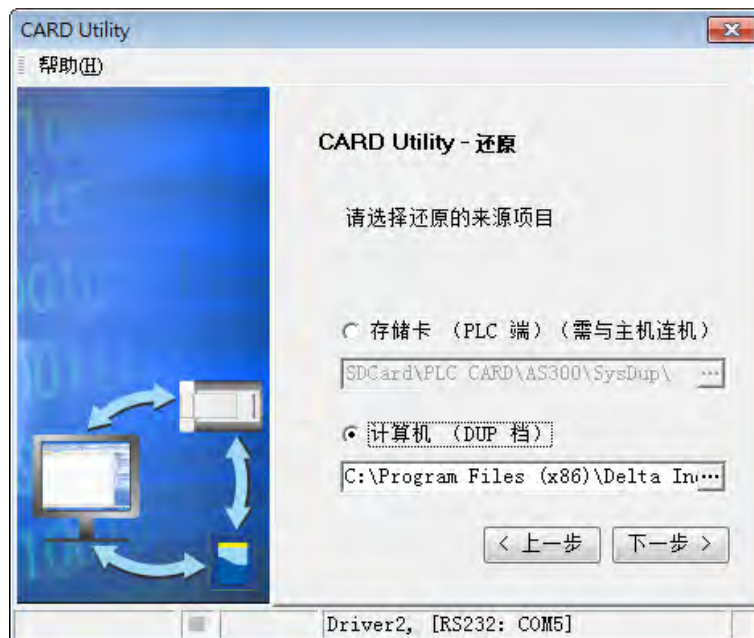 CARD Utility
帮助(H)
CARD Utility - 还原
请选择还原的来源项目
存储卡 （PLC 端）（需与主机连机）
SDCard\PLC CARD\AS300\SysDup\ ...
计算机 （DUP 档）
C:\Program Files (x86)\Delta In...
< 上一步 下一步 >
Driver2, [RS232: COM5]